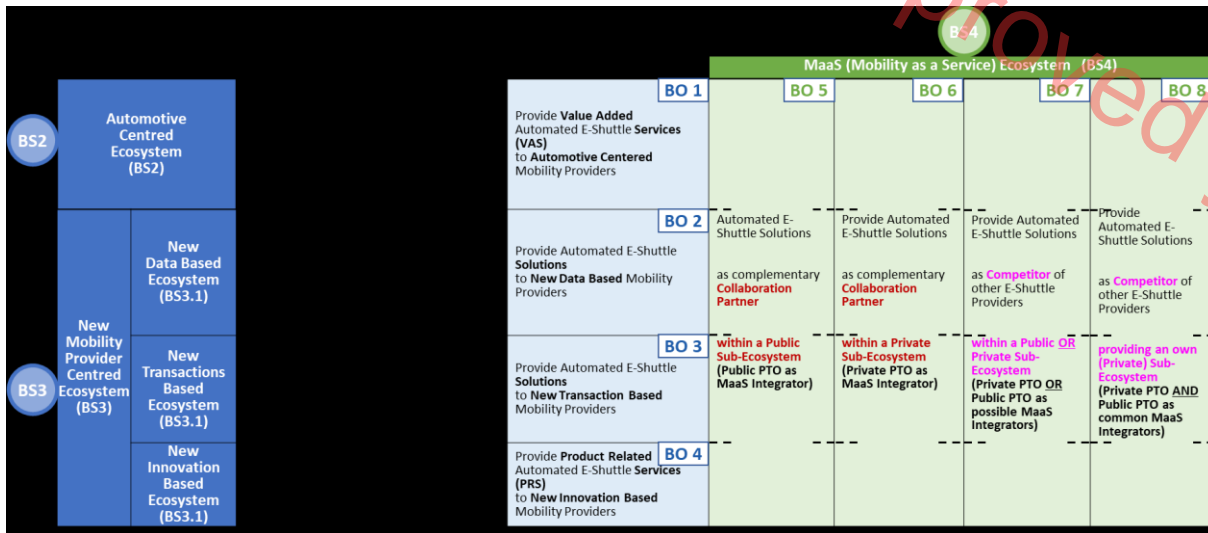 proved
BS4
MaaS (Mobility as a Service) Ecosystem (BS4)
BS2
Automotive
Centred
Ecosystem
(BS2)
BO 1
Provide Value Added
Automated E-Shuttle Services
(VAS)
to Automotive Centered
Mobility Providers
BO 5
BO 6
BO 7
BO 8
BS3
New
Mobility
Provider
Centred
Ecosystem
(BS3)
New
Data Based
Ecosystem
(BS3.1)
BO 2
Provide Automated E-Shuttle
Solutions
to New Data Based Mobility
Providers
New
Transactions
Based
Ecosystem
(BS3.1)
BO 3
Provide Automated E-Shuttle
Solutions
to New Transaction Based
Mobility Providers
New
Innovation
Based
Ecosystem
(BS3.1)
BO 4
Provide Product Related
Automated E-Shuttle Services
(PRS)
to New Innovation Based
Mobility Providers
Automated E-
Shuttle Solutions
as complementary
Collaboration
Partner
within a Public
Sub-Ecosystem
(Public PTO as
MaaS Integrator)
Provide Automated
E-Shuttle Solutions
as complementary
Collaboration
Partner
within a Private
Sub-Ecosystem
(Private PTO as
MaaS Integrator)
Provide Automated
E-Shuttle Solutions
as Competitor of
other E-Shuttle
Providers
within a Public OR
Private Sub-
Ecosystem
(Private PTO OR
Public PTO as
possible MaaS
Integrators)
Provide
Automated E-
Shuttle Solutions
as Competitor of
other E-Shuttle
Providers
providing an own
(Private) Sub-
Ecosystem
(Private PTO AND
Public PTO as
common MaaS
Integrators)